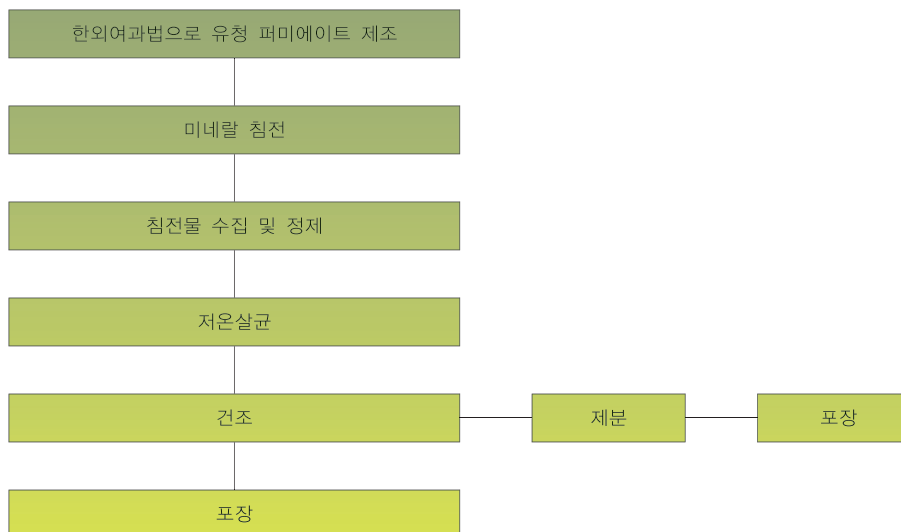 한외여과법으로 유청 퍼미에이트 제조
미네랄 침전
침전물 수집 및 정제
저온살균
건조
제분
포장
포장